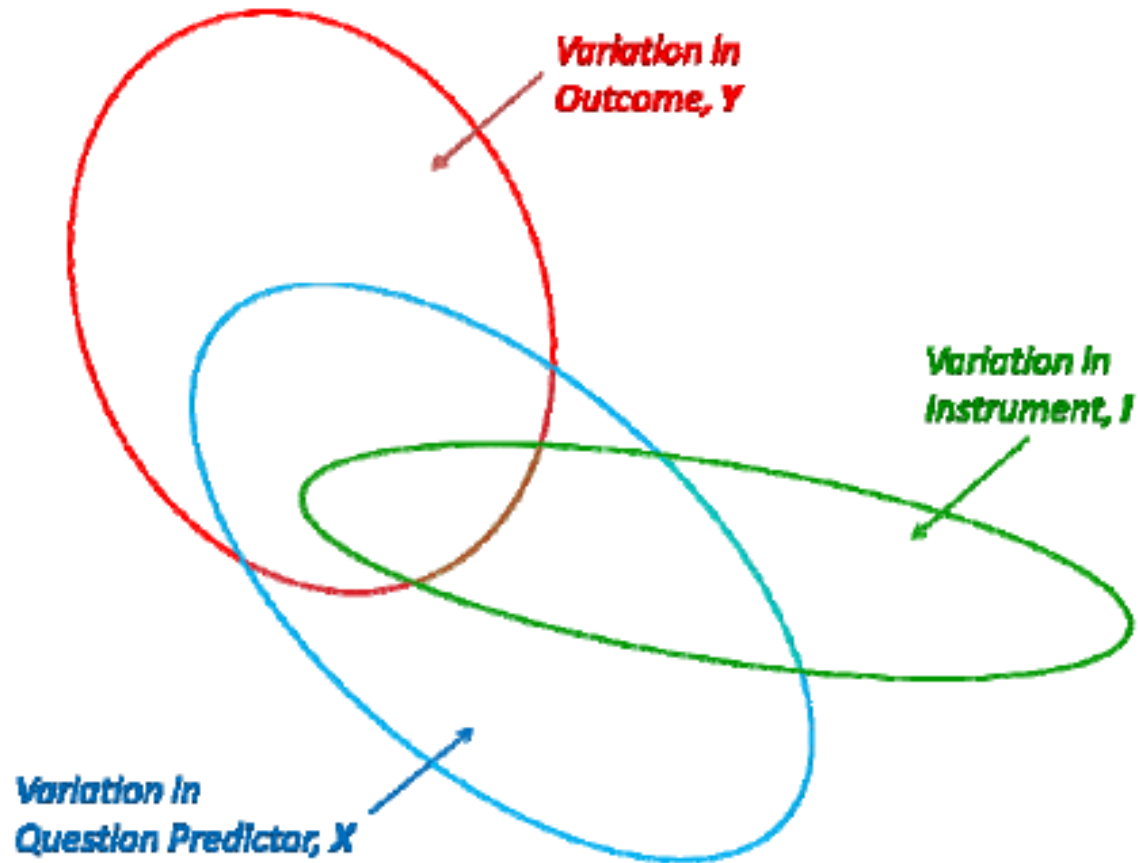 Variation in
Outcome, Y
Variation in
Instrument, I
Variation in
Question Predictor, X